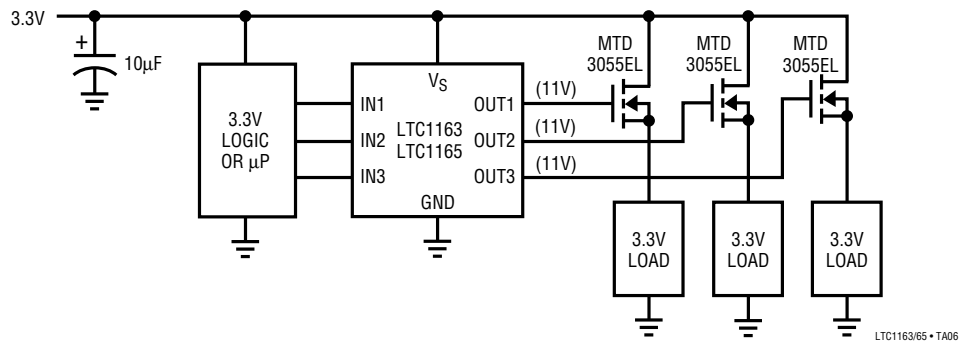 3.3V
+
10µF
3.3V
LOGIC
OR µP
VS
IN1
IN2
IN3
LTC1163
LTC1165
OUT1
OUT2
OUT3
GND
(11V)
(11V)
(11V)
MTD
3055EL
MTD
3055EL
MTD
3055EL
3.3V
LOAD
3.3V
LOAD
3.3V
LOAD
LTC1163/65 • TA06